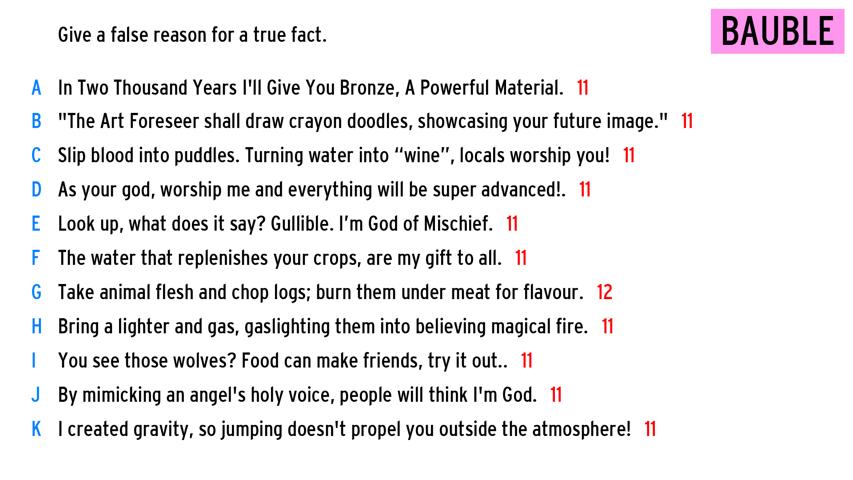 Give a false reason for a true fact.
BAUBLE
A In Two Thousand Years I'll Give You Bronze, A Powerful Material. 11
B "The Art Foreseer shall draw crayon doodles, showcasing your future image." 11
C Slip blood into puddles. Turning water into “wine”, locals worship you! 11
D As your god, worship me and everything will be super advanced!. 11
E Look up, what does it say? Gullible. I’m God of Mischief. 11
F The water that replenishes your crops, are my gift to all. 11
G Take animal flesh and chop logs; burn them under meat for flavour. 12
H Bring a lighter and gas, gaslighting them into believing magical fire. 11
I You see those wolves? Food can make friends, try it out.. 11
J By mimicking an angel's holy voice, people will think I'm God. 11
K I created gravity, so jumping doesn't propel you outside the atmosphere! 11